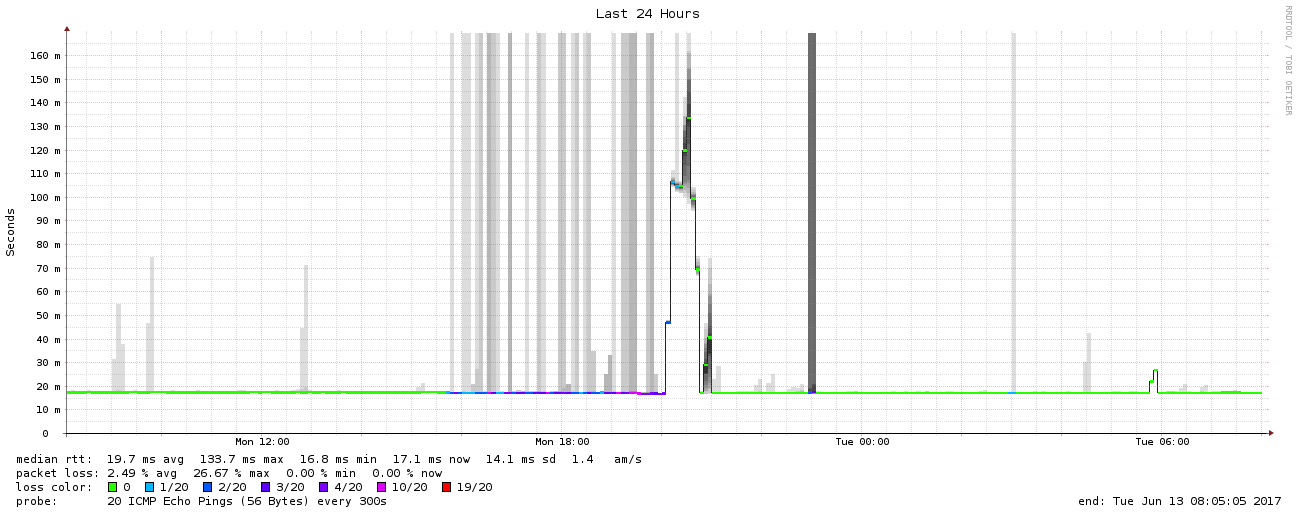 Last 24 Hours
RRDTOOL / TOBI OETIKER
Seconds
160 m
150 m
140 m
130 m
120 m
110 m
100 m
90 m
80 m
70 m
60 m
50 m
40 m
30 m
20 m
10 m
0
Mon 12:00 Mon 18:00 Tue 00:00 Tue 06:00
median rtt: 19.7 ms avg 133.7 ms max 16.8 ms min 17.1 ms now 14.1 ms sd 1.4 am/s
packet loss: 2.49 % avg 26.67 % max 0.00 % min 0.00 % now
loss color: 0 1/20 2/20 3/20 4/20 10/20 19/20
probe: 20 ICMP Echo Pings (56 Bytes) every 300s end: Tue Jun 13 08:05:05 2017